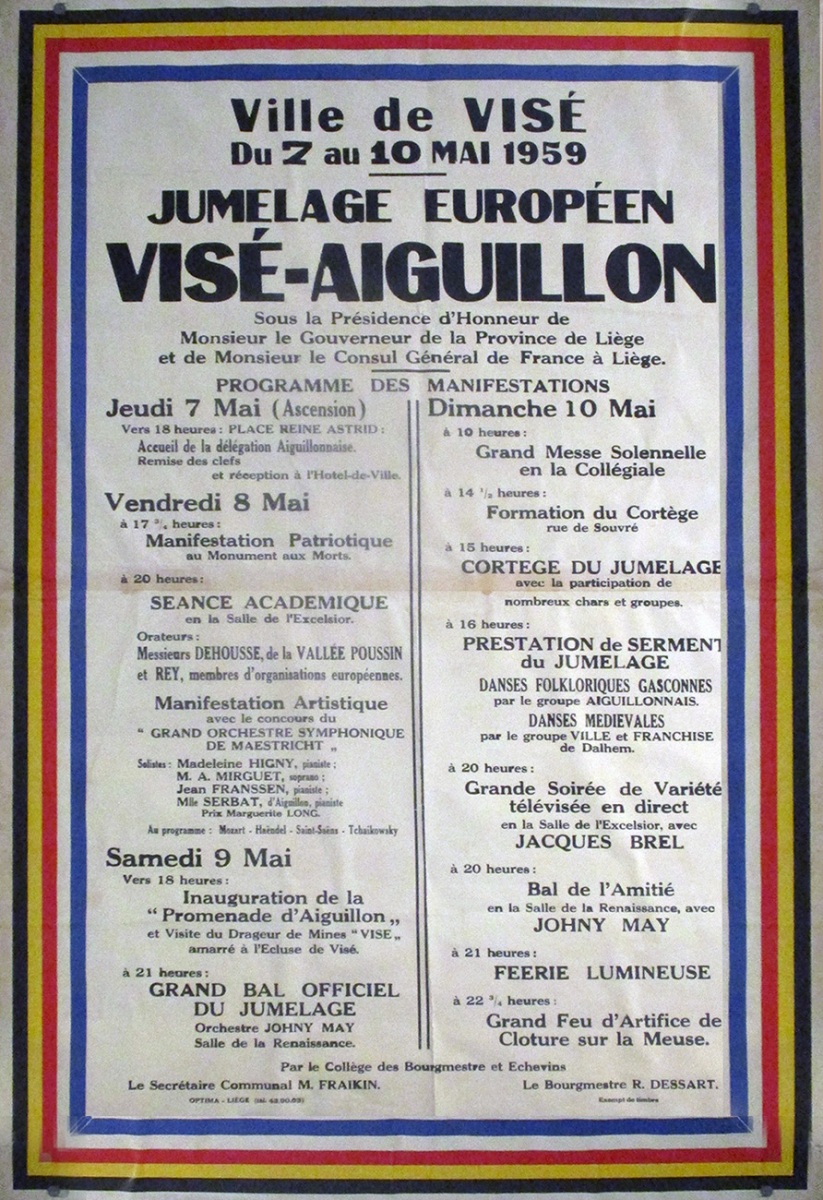 Ville de VISÉ
Du 7 au 10 MAI 1959
JUMELAGE EUROPÉEN
VISÉ-AIGUILLON
Sous la Présidence d'Honneur de
Monsieur le Gouverneur de la Province de Liège
et de Monsieur le Consul Général de France à Liège.
PROGRAMME DES MANIFESTATIONS
Jeudi 7 Mai (Ascension)
Vers 18 heures : PLACE REINE ASTRID :
Accueil de la délégation Aiguillonnaise.
Remise des clefs
et réception à l'Hotel-de-Ville.
Vendredi 8 Mai
à 17 3/4 heures :
Manifestation Patriotique
au Monument aux Morts.
à 20 heures :
SEANCE ACADEMIQUE
en la Salle de l'Excelsior.
Orateurs :
Messieurs DEHOUSSE, de la VALLÉE POUSSIN
et REY, membres d'organisations européennes.
Manifestation Artistique
avec le concours du
" GRAND ORCHESTRE SYMPHONIQUE
DE MAESTRICHT „
Solistes : Madeleine HIGNY, pianiste ;
M. A. MIRGUET, soprano ;
Jean FRANSSEN, pianiste ;
Mlle SERBAT, d'Aiguillon, pianiste
Prix Marguerite LONG.
Au programme : Mozart - Haëndel - Saint-Saëns - Tchaïkowsky
Samedi 9 Mai
Vers 18 heures :
Inauguration de la
“ Promenade d'Aiguillon „
et Visite du Drageur de Mines “ VISE „
amarré à l'Ecluse de Visé.
à 21 heures :
GRAND BAL OFFICIEL
DU JUMELAGE
Orchestre JOHNY MAY
Salle de la Renaissance.
Dimanche 10 Mai
à 10 heures :
Grand Messe Solennelle
en la Collégiale
à 14 1/2 heures :
Formation du Cortège
rue de Souvré
à 15 heures :
CORTEGE DU JUMELAGE
avec la participation de
nombreux chars et groupes.
à 16 heures :
PRESTATION de SERMENT
du JUMELAGE
DANSES FOLKLORIQUES GASCONNES
par le groupe AIGUILLONNAIS.
DANSES MEDIEVALES
par le groupe VILLE et FRANCHISE
de Dalhem.
à 20 heures :
Grande Soirée de Variété
télévisée en direct
en la Salle de l'Excelsior, avec
JACQUES BREL
à 20 heures :
Bal de l'Amitié
en la Salle de la Renaissance, avec
JOHNY MAY
à 21 heures :
FEERIE LUMINEUSE
à 22 3/4 heures :
Grand Feu d'Artifice de
Cloture sur la Meuse.
Par le Collège des Bourgmestre et Echevins
Le Secrétaire Communal M. FRAIKIN.
Le Bourgmestre R. DESSART.
OPTIMA - LIÉGE
Exempt de timbre